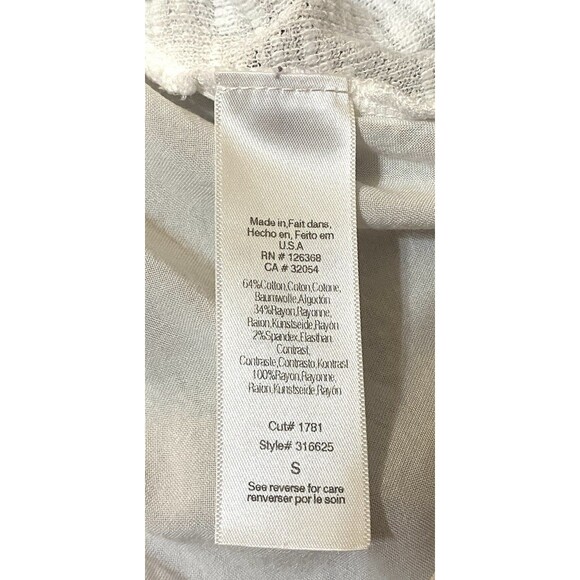 Made in,Fait dans,
Hecho en, Feito em
U.S.A
RN # 126368
CA # 32054
64%Cotton,Coton,Cotone,
Baumwolle,Algodón
34%Rayon,Rayonne,
Raion,Kunstseide,Rayón
2%Spandex,Elasthan
Contrast,
Contraste,Contrasto,Kontrast
100%Rayon,Rayonne,
Raion,Kunstseide,Rayón
Cut# 1781
Style# 316625
S
See reverse for care
renverser por le soin